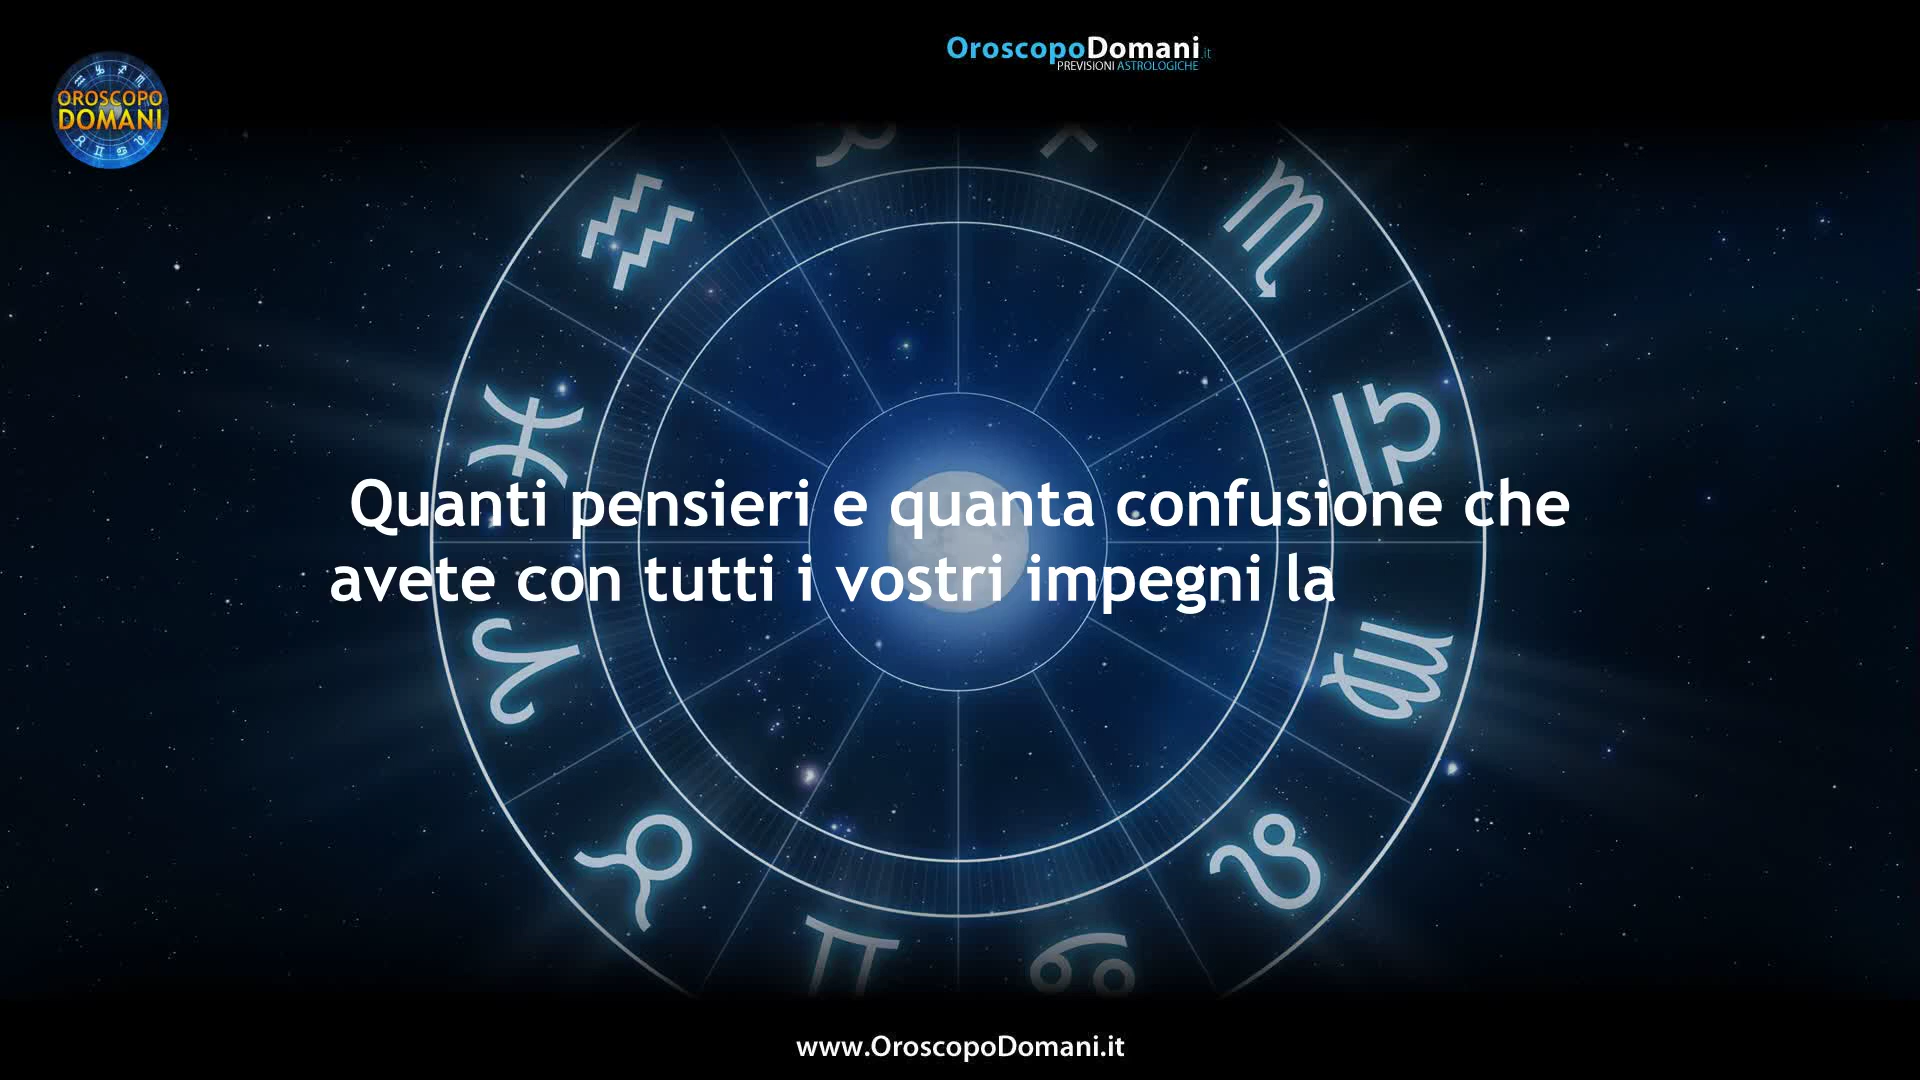 OroscopoDomani.it
PREVISIONI ASTROLOGICHE
OROSCOPO
DOMANI
Quanti pensieri e quanta confusione che
avete con tutti i vostri impegni la
www.OroscopoDomani.it